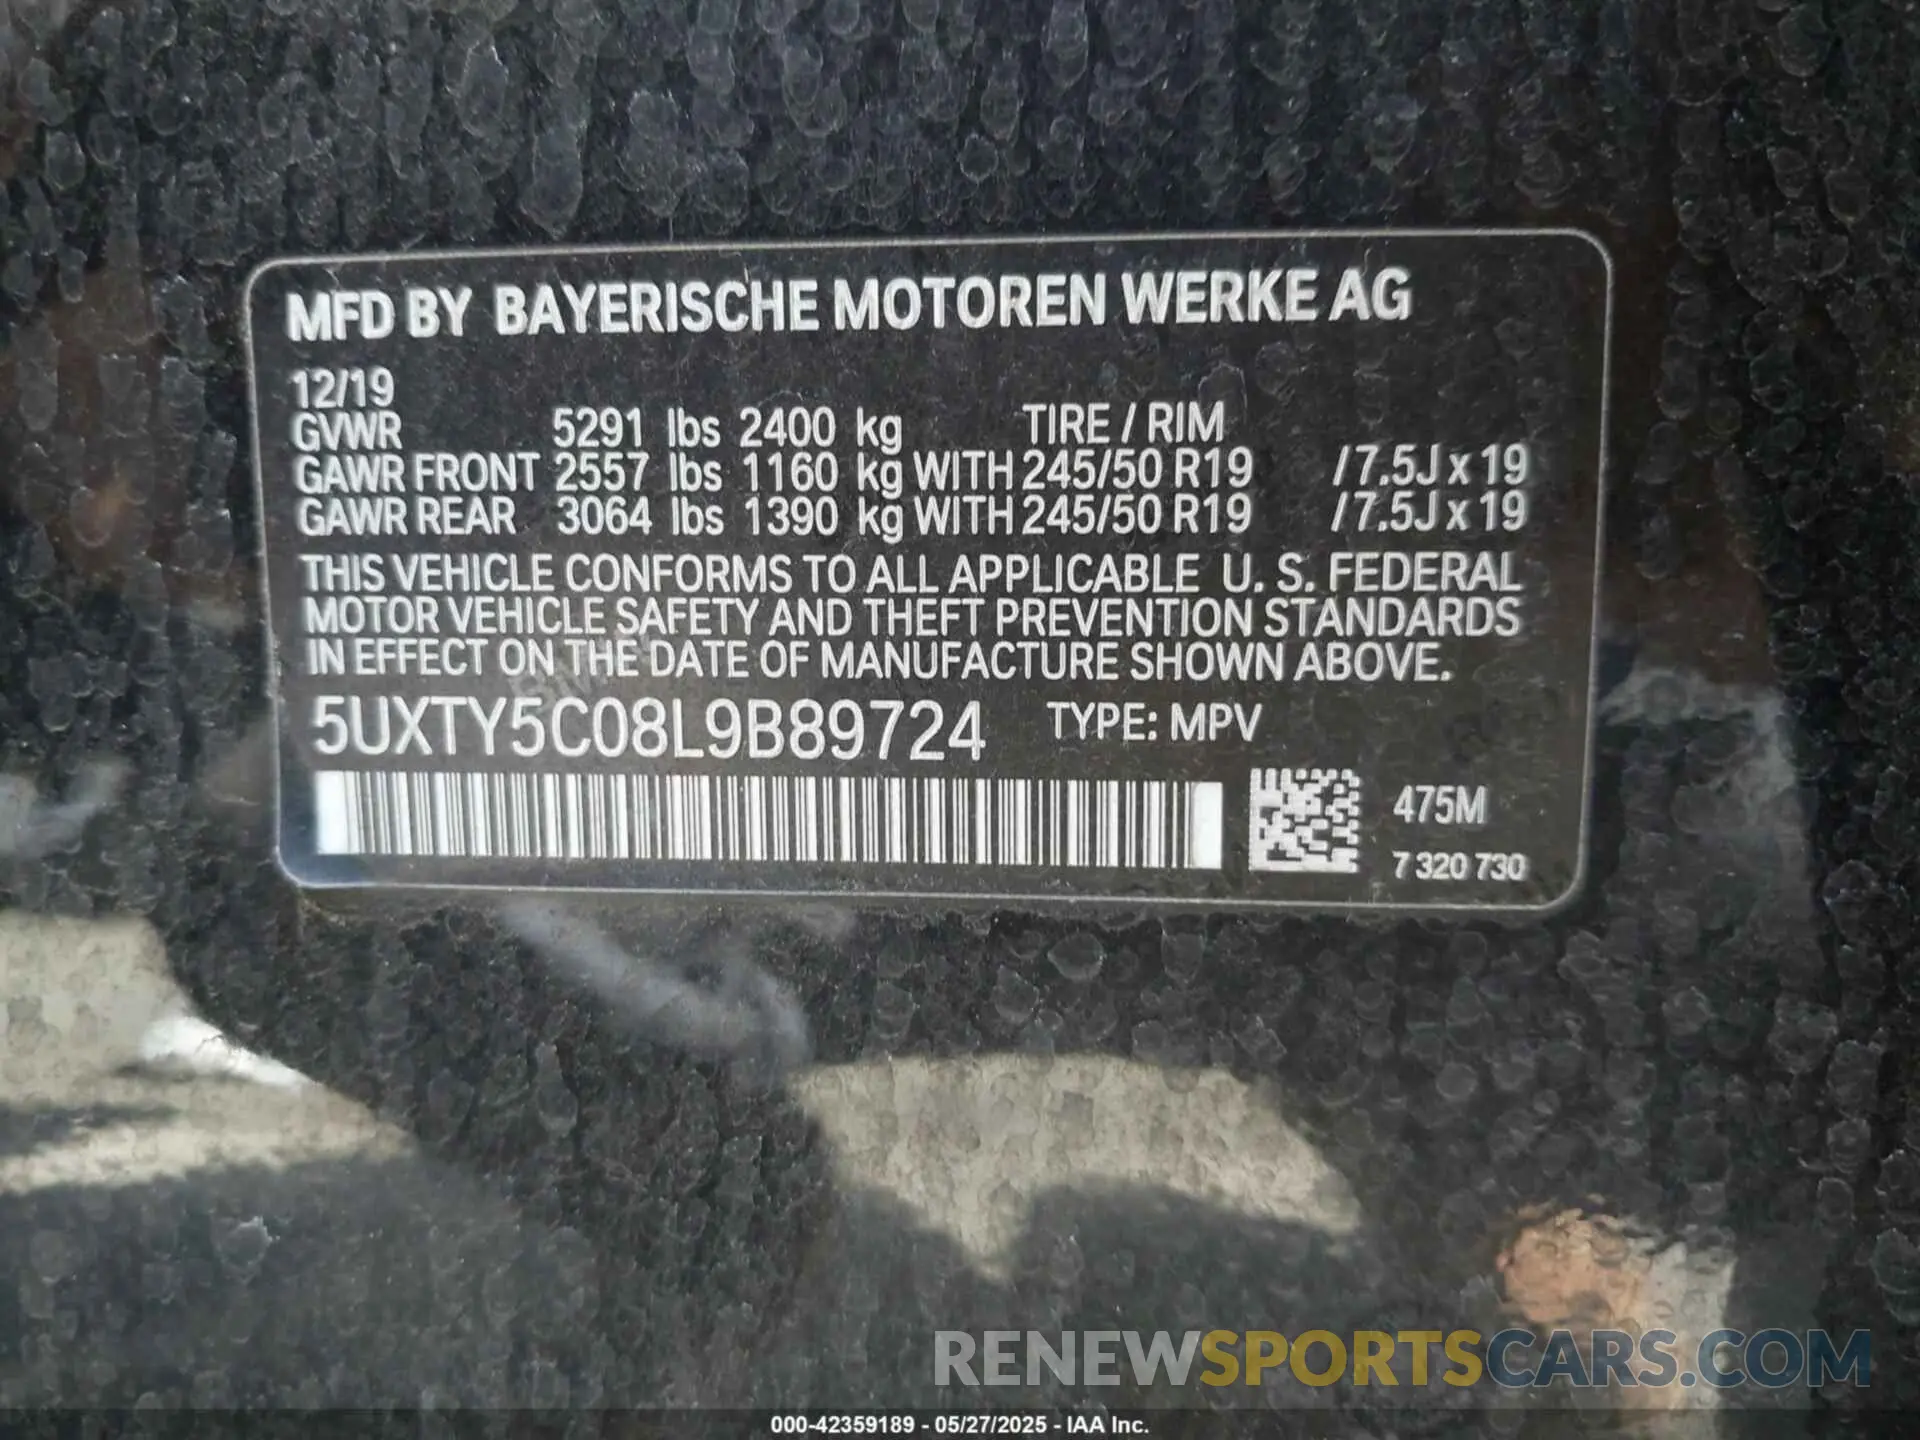 MFD BY BAYERISCHE MOTOREN WERKE AG
12/19
GVWR 5291 lbs 2400 kg TIRE / RIM
GAWR FRONT 2557 lbs 1160 kg WITH 245/50 R19 /7.5J x 19
GAWR REAR 3064 lbs 1390 kg WITH 245/50 R19 /7.5J x 19
THIS VEHICLE CONFORMS TO ALL APPLICABLE U. S. FEDERAL
MOTOR VEHICLE SAFETY AND THEFT PREVENTION STANDARDS
IN EFFECT ON THE DATE OF MANUFACTURE SHOWN ABOVE.
5UXTY5C08L9B89724 TYPE: MPV
475M
7 320 730
RENEWSPORTSCARS.COM
000-42359189 - 05/27/2025 - IAA Inc.